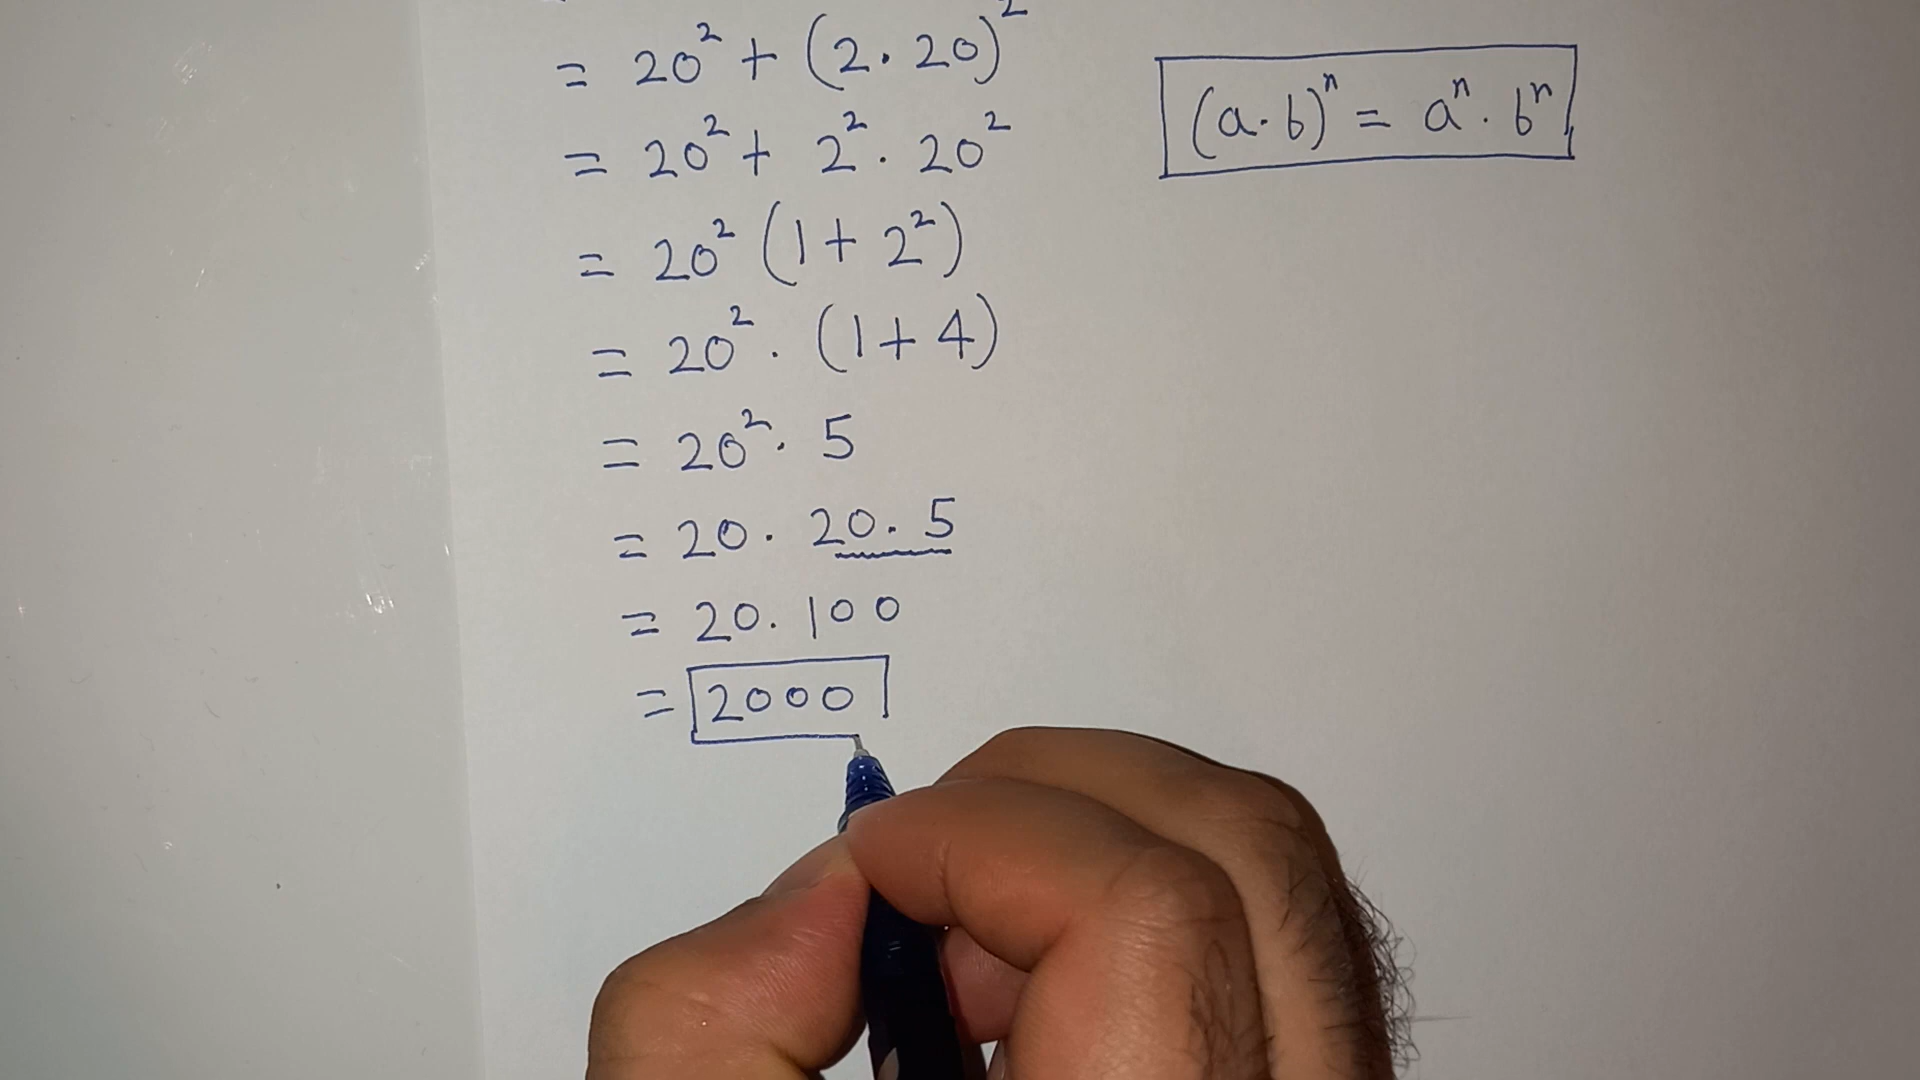 = 20² + (2 · 20)²
(a · b)ⁿ = aⁿ · bⁿ
= 20² + 2² · 20²
= 20² (1 + 2²)
= 20² · (1 + 4)
= 20² · 5
= 20 · 20 · 5
= 20 . 100
= 2000